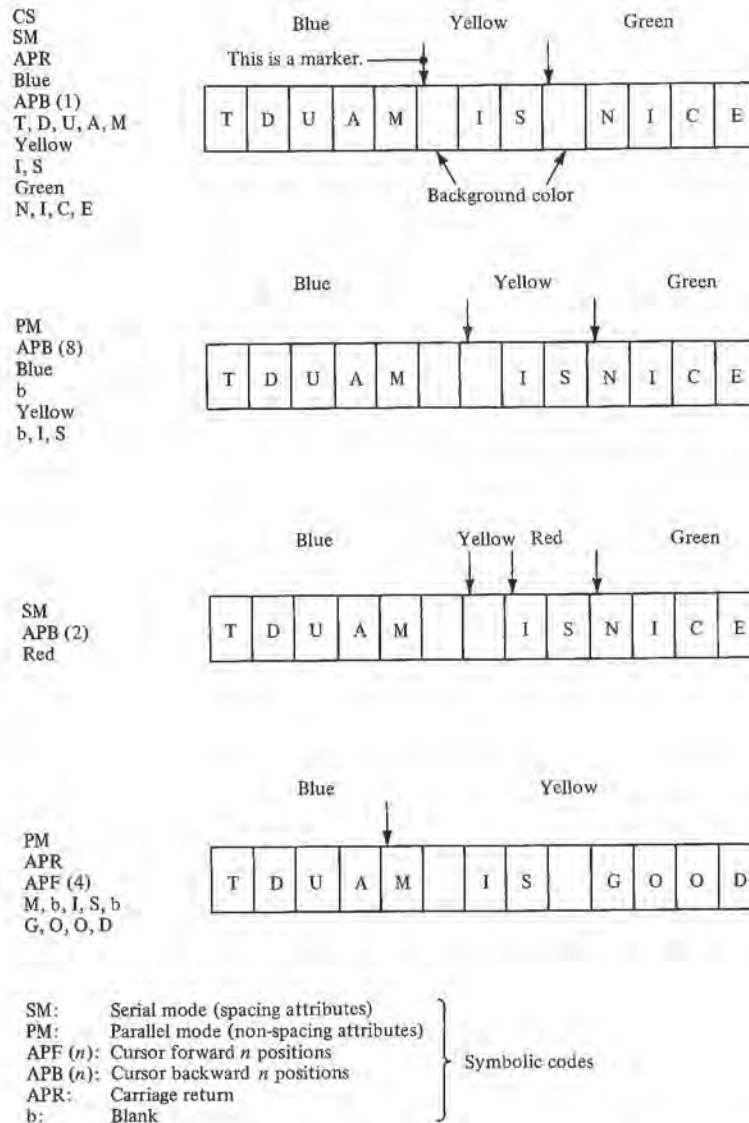 CS
SM
APR
Blue
APB (1)
T, D, U, A, M
Yellow
I, S
Green
N, I, C, E
Blue Yellow Green
This is a marker.
T D U A M I S N I C E
Background color
PM
APB (8)
Blue
b
Yellow
b, I, S
Blue Yellow Green
T D U A M I S N I C E
SM
APB (2)
Red
Blue Yellow Red Green
T D U A M I S N I C E
PM
APR
APF (4)
M, b, I, S, b
G, O, O, D
Blue Yellow
T D U A M I S G O O D
SM: Serial mode (spacing attributes)
PM: Parallel mode (non-spacing attributes)
APF (n): Cursor forward n positions
APB (n): Cursor backward n positions
APR: Carriage return
b: Blank
Symbolic codes